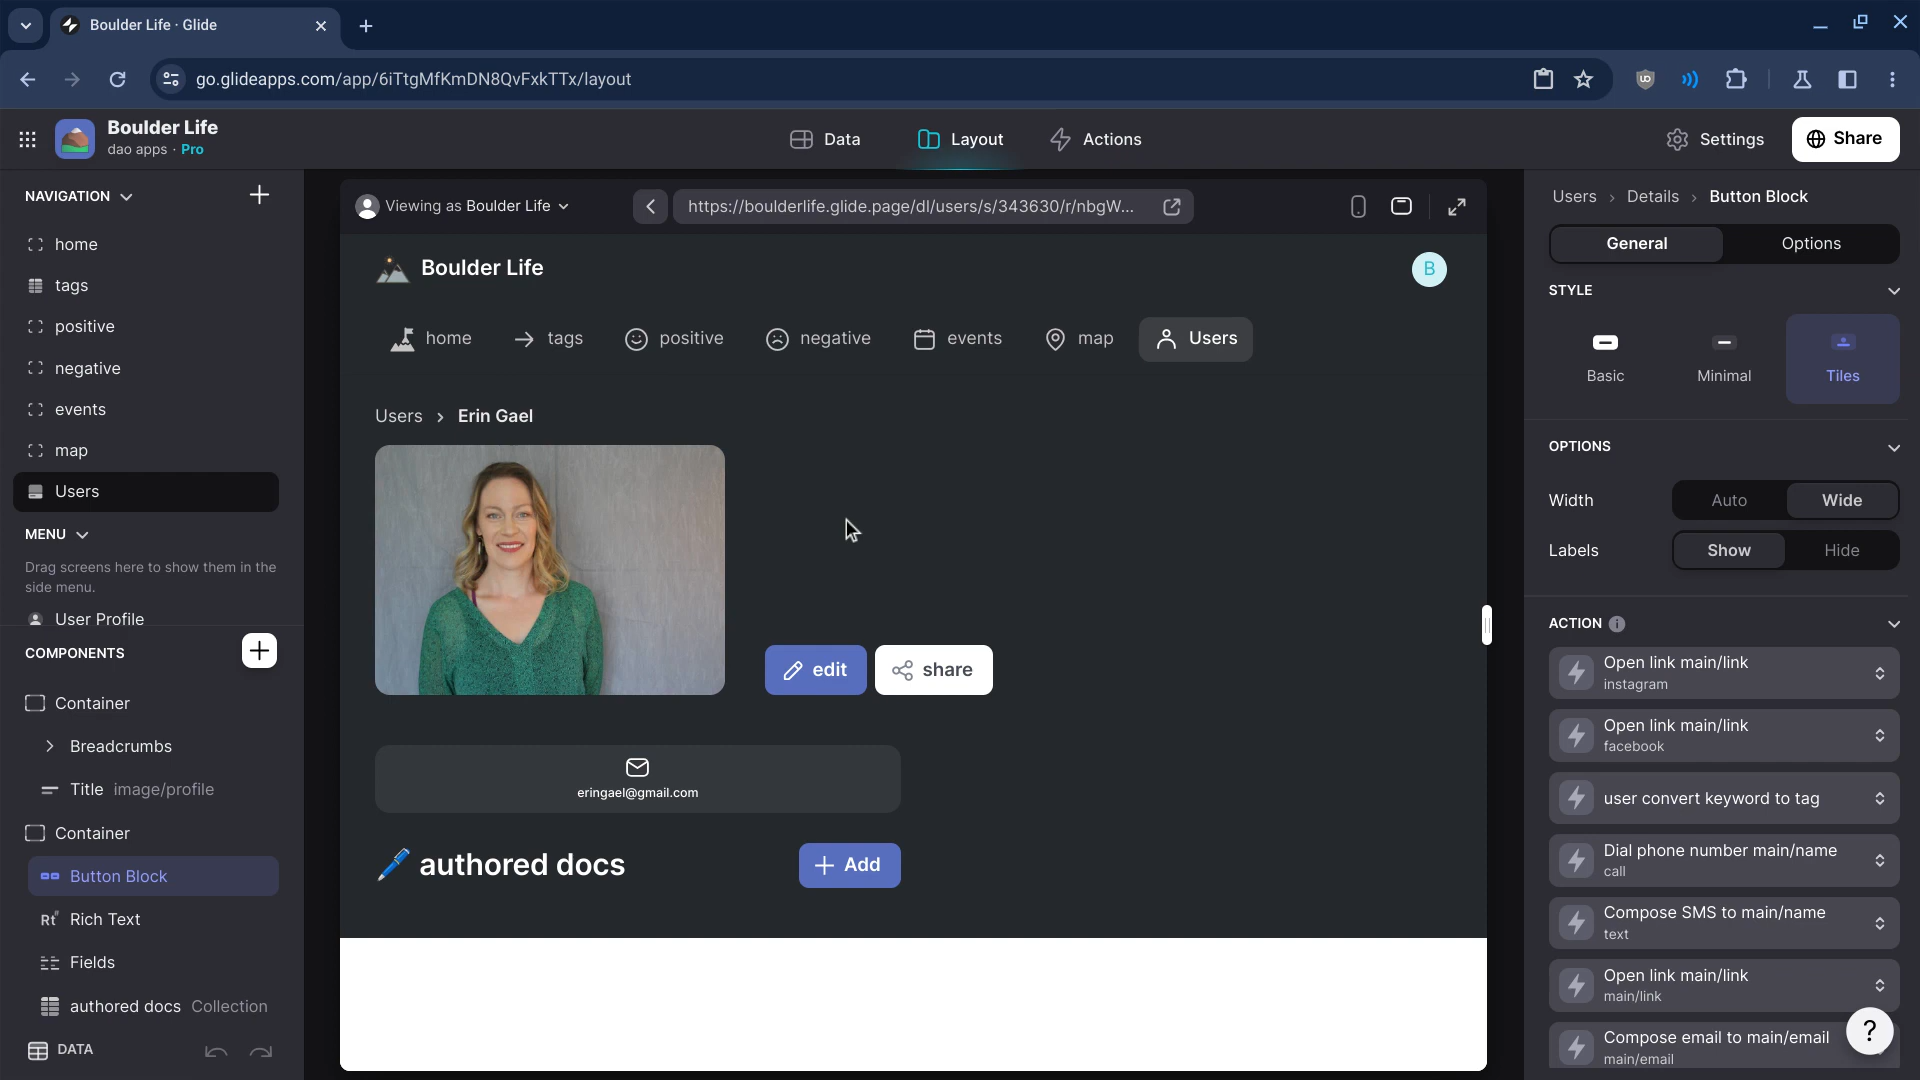 Boulder Life · Glide
go.glideapps.com/app/6iTtgMfKmDN8QvFxkTTx/layout
Boulder Life
dao apps · Pro
Data
Layout
Actions
Settings
Share
NAVIGATION
home
tags
positive
negative
events
map
Users
MENU
Drag screens here to show them in the
side menu.
User Profile
COMPONENTS
Container
Breadcrumbs
Title image/profile
Container
Button Block
Rich Text
Fields
authored docs Collection
DATA
Viewing as Boulder Life
https://boulderlife.glide.page/dl/users/s/343630/r/nbgW...
Boulder Life
B
home
tags
positive
negative
events
map
Users
Users › Erin Gael
edit
share
eringael@gmail.com
authored docs
+ Add
Users › Details › Button Block
General
Options
STYLE
Basic
Minimal
Tiles
OPTIONS
Width
Auto
Wide
Labels
Show
Hide
ACTION
Open link main/link
instagram
Open link main/link
facebook
user convert keyword to tag
Dial phone number main/name
call
Compose SMS to main/name
text
Open link main/link
main/link
Compose email to main/email
main/email
?